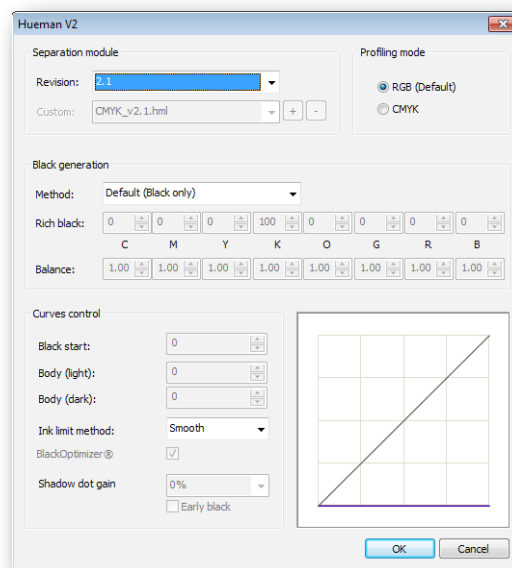 Hueman V2
Separation module
Revision: 2.1
Custom: CMYK_v2.1.hml + -
Profiling mode
RGB (Default)
CMYK
Black generation
Method: Default (Black only)
Rich black: 0 0 0 100 0 0 0 0
C M Y K O G R B
Balance: 1.00 1.00 1.00 1.00 1.00 1.00 1.00 1.00
Curves control
Black start: 0
Body (light): 0
Body (dark): 0
Ink limit method: Smooth
BlackOptimizer®
Shadow dot gain 0%
Early black
OK Cancel